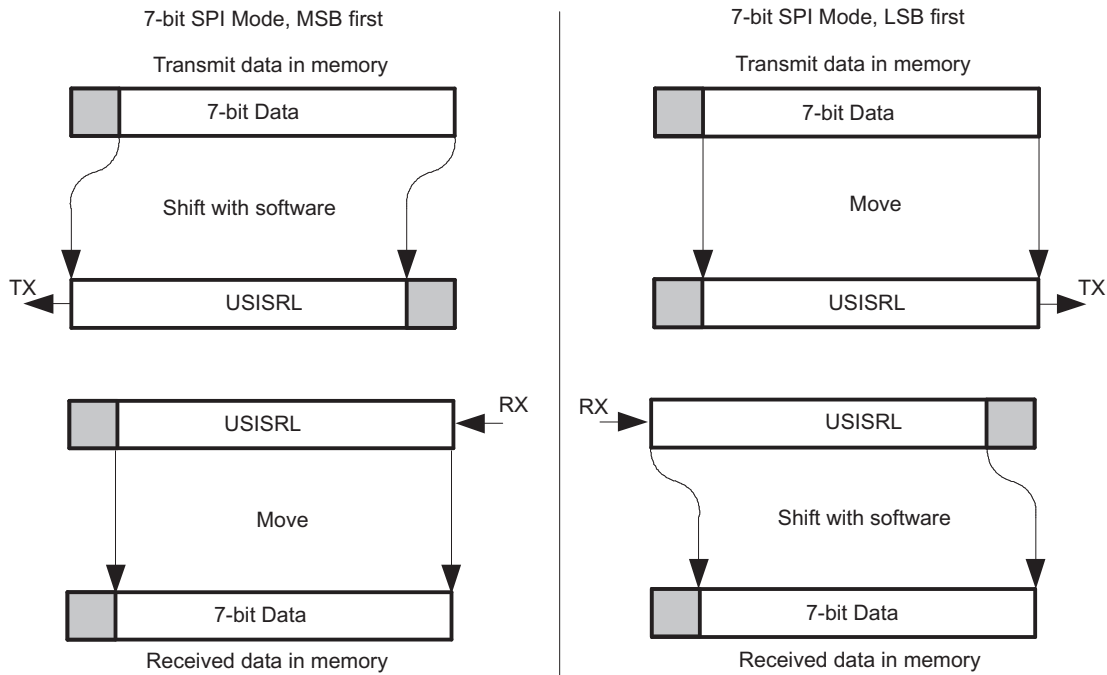 7-bit SPI Mode, MSB first
Transmit data in memory
7-bit Data
Shift with software
TX
USISRL
USISRL
RX
Move
7-bit Data
Received data in memory
7-bit SPI Mode, LSB first
Transmit data in memory
7-bit Data
Move
USISRL
TX
RX
USISRL
Shift with software
7-bit Data
Received data in memory